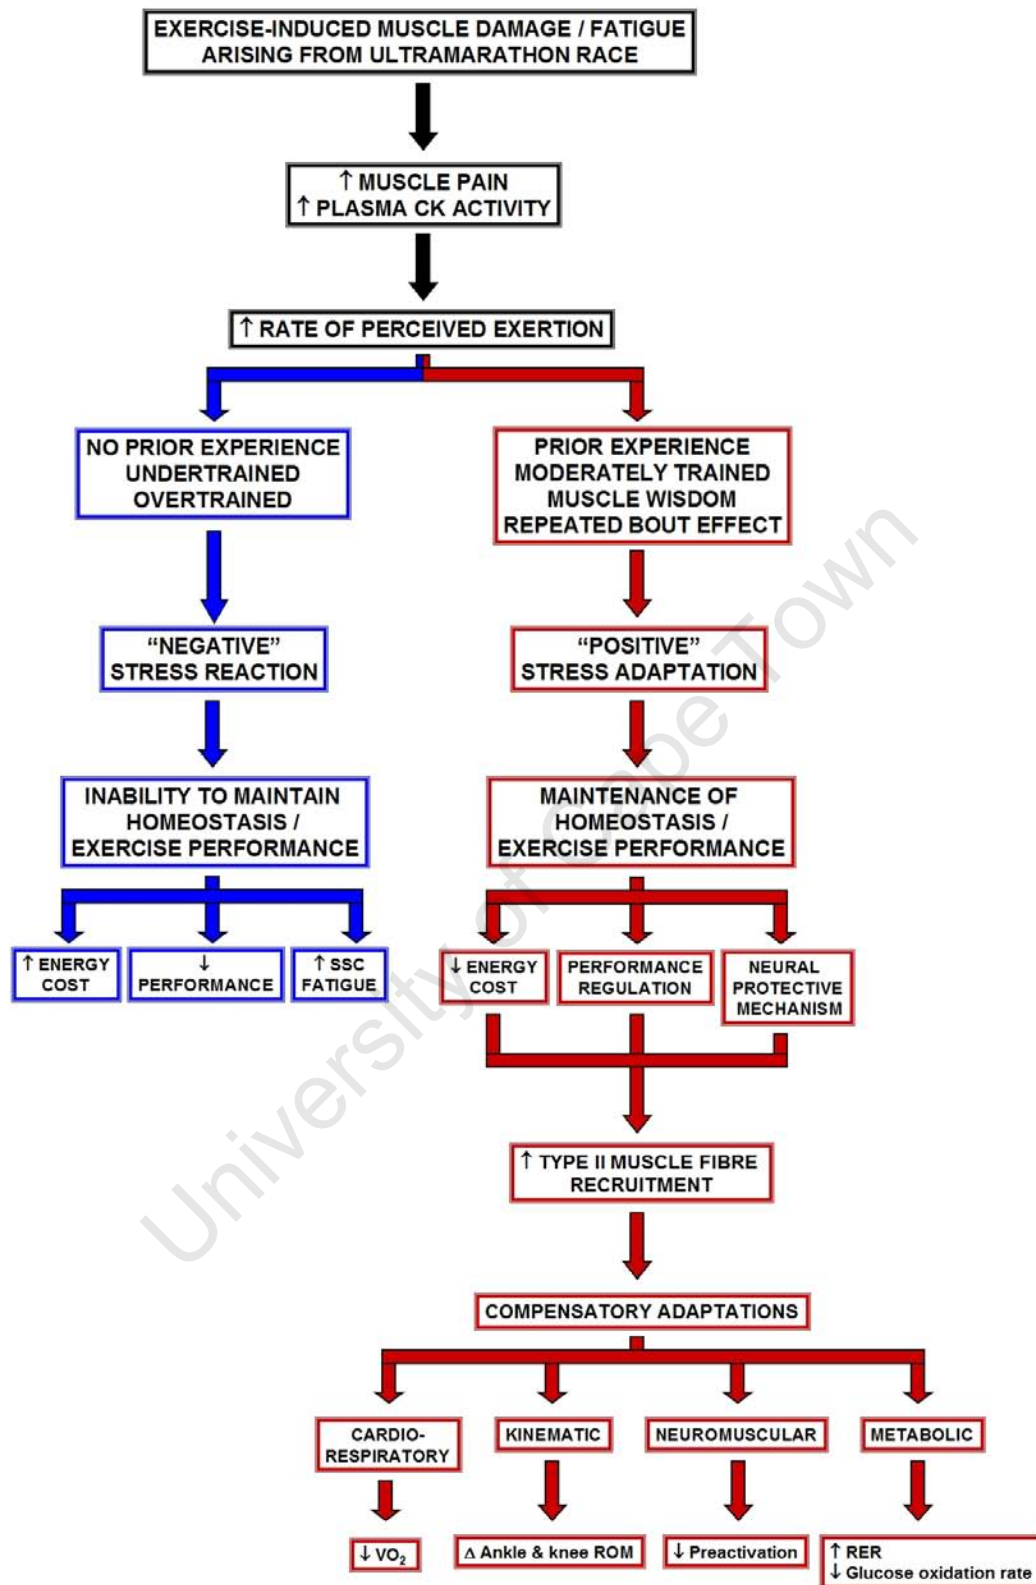 EXERCISE-INDUCED MUSCLE DAMAGE / FATIGUE
ARISING FROM ULTRAMARATHON RACE
↑ MUSCLE PAIN
↑ PLASMA CK ACTIVITY
↑ RATE OF PERCEIVED EXERTION
NO PRIOR EXPERIENCE
UNDERTRAINED
OVERTRAINED
PRIOR EXPERIENCE
MODERATELY TRAINED
MUSCLE WISDOM
REPEATED BOUT EFFECT
“NEGATIVE”
STRESS REACTION
“POSITIVE”
STRESS ADAPTATION
INABILITY TO MAINTAIN
HOMEOSTASIS /
EXERCISE PERFORMANCE
MAINTENANCE OF
HOMEOSTASIS /
EXERCISE PERFORMANCE
↑ ENERGY
COST
↓
PERFORMANCE
↑ SSC
FATIGUE
↓ ENERGY
COST
PERFORMANCE
REGULATION
NEURAL
PROTECTIVE
MECHANISM
↑ TYPE II MUSCLE FIBRE
RECRUITMENT
COMPENSATORY ADAPTATIONS
CARDIO-
RESPIRATORY
KINEMATIC
NEUROMUSCULAR
METABOLIC
↓ VO₂
Δ Ankle & knee ROM
↓ Preactivation
↑ RER
↓ Glucose oxidation rate
University of Cape Town